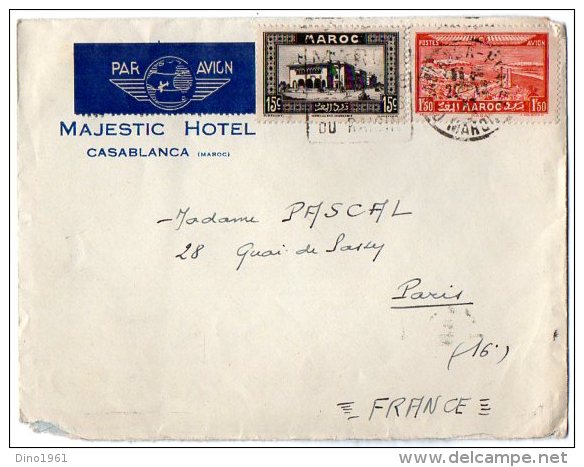 PAR AVION
MAROC
15c 15c
POSTES AVION
1f50 MAROC 1f50
MAROC
DU
MAJESTIC HOTEL
CASABLANCA (MAROC)
Madame PASCAL
28 Quai de Passy
Paris
(16e)
= FRANCE =
Dino1961
www.delcampe.net